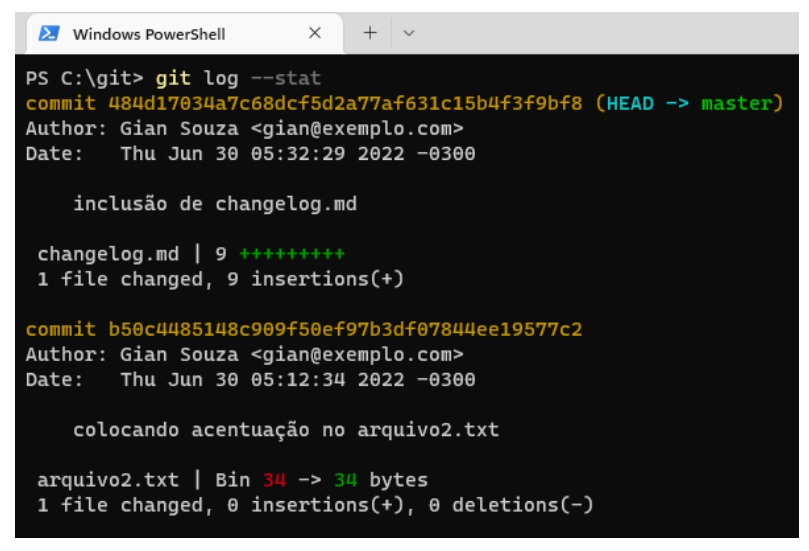 Windows PowerShell
PS C:\git> git log --stat
commit 484d17034a7c68dcf5d2a77af631c15b4f3f9bf8 (HEAD -> master)
Author: Gian Souza <gian@exemplo.com>
Date:   Thu Jun 30 05:32:29 2022 -0300
inclusão de changelog.md
changelog.md | 9 +++++++++
1 file changed, 9 insertions(+)
commit b50c4485148c909f50ef97b3df07844ee19577c2
Author: Gian Souza <gian@exemplo.com>
Date:   Thu Jun 30 05:12:34 2022 -0300
colocando acentuação no arquivo2.txt
arquivo2.txt | Bin 34 -> 34 bytes
1 file changed, 0 insertions(+), 0 deletions(-)